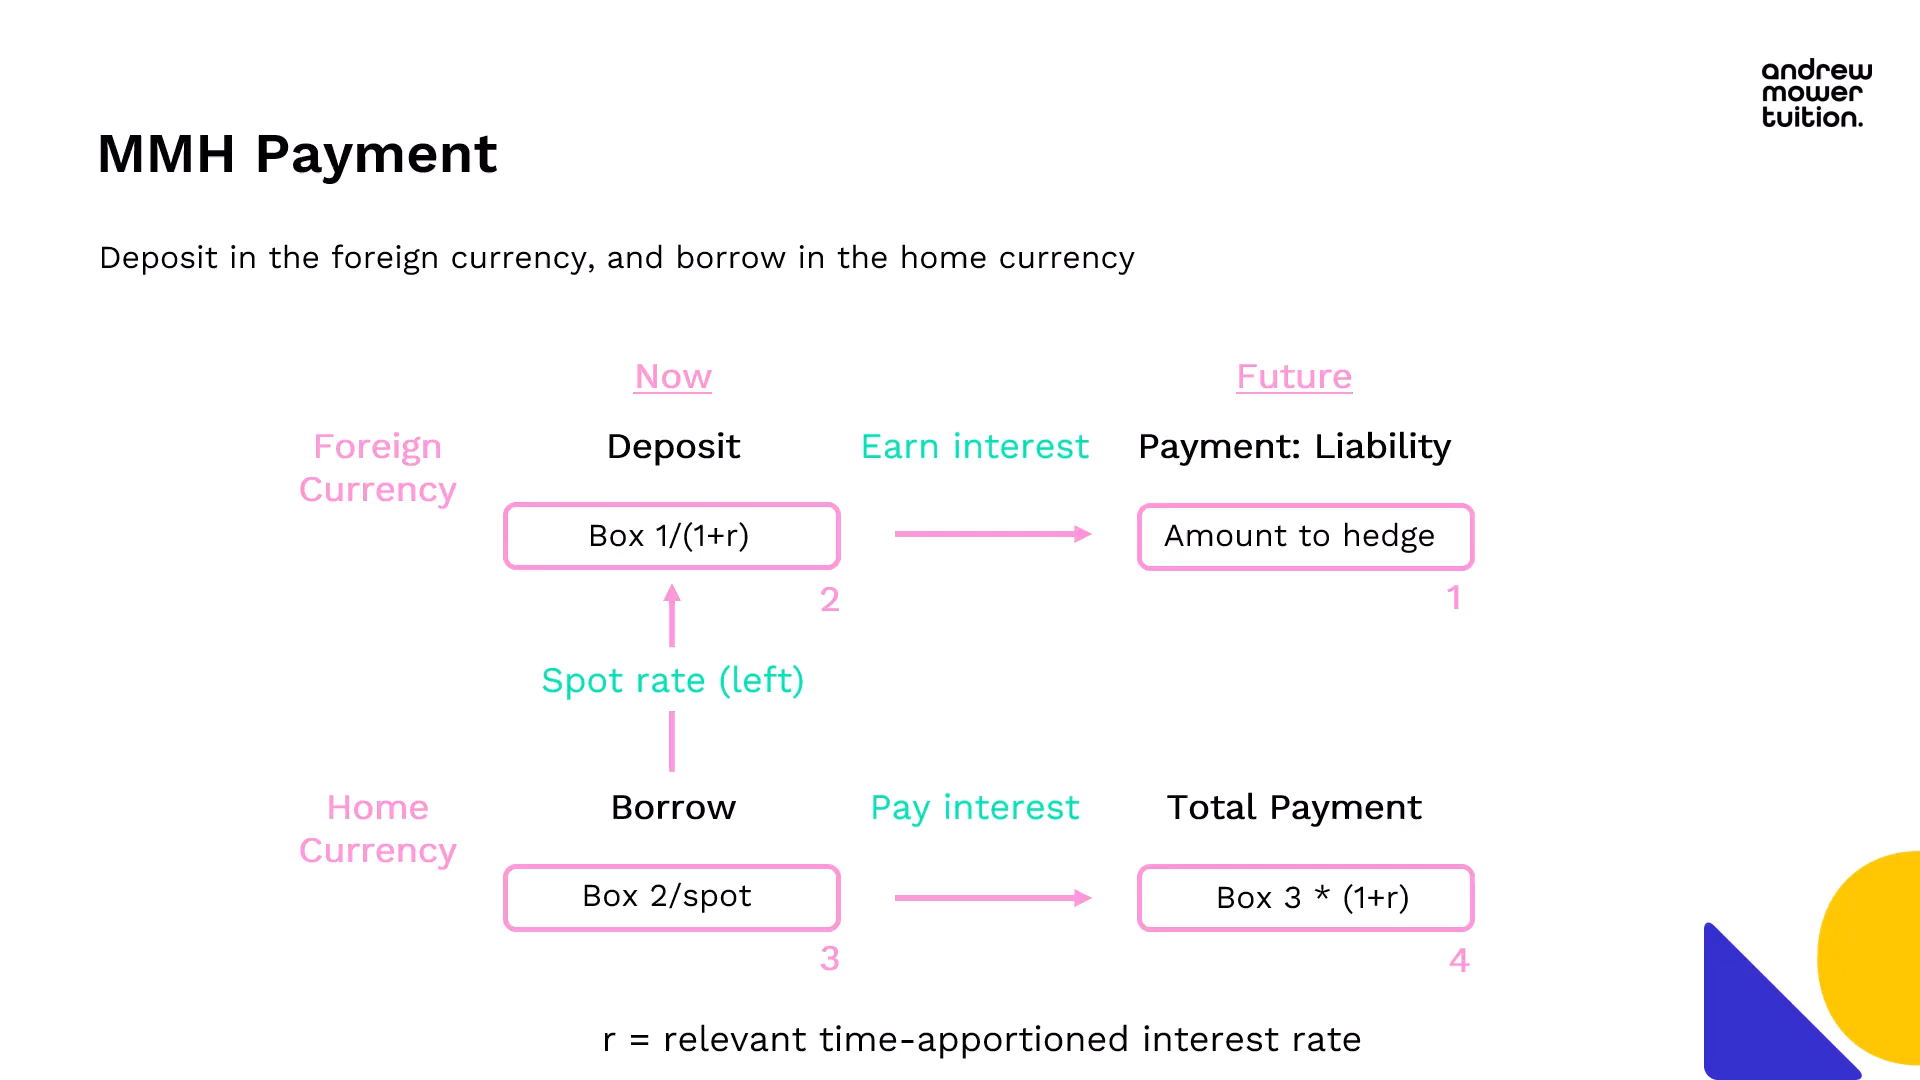 andrew
mower
tuition.
MMH Payment
Deposit in the foreign currency, and borrow in the home currency
Now
Future
Foreign
Currency
Deposit
Earn interest
Payment: Liability
Box 1/(1+r)
Amount to hedge
2
1
Spot rate (left)
Home
Currency
Borrow
Pay interest
Total Payment
Box 2/spot
Box 3 * (1+r)
3
4
r = relevant time-apportioned interest rate